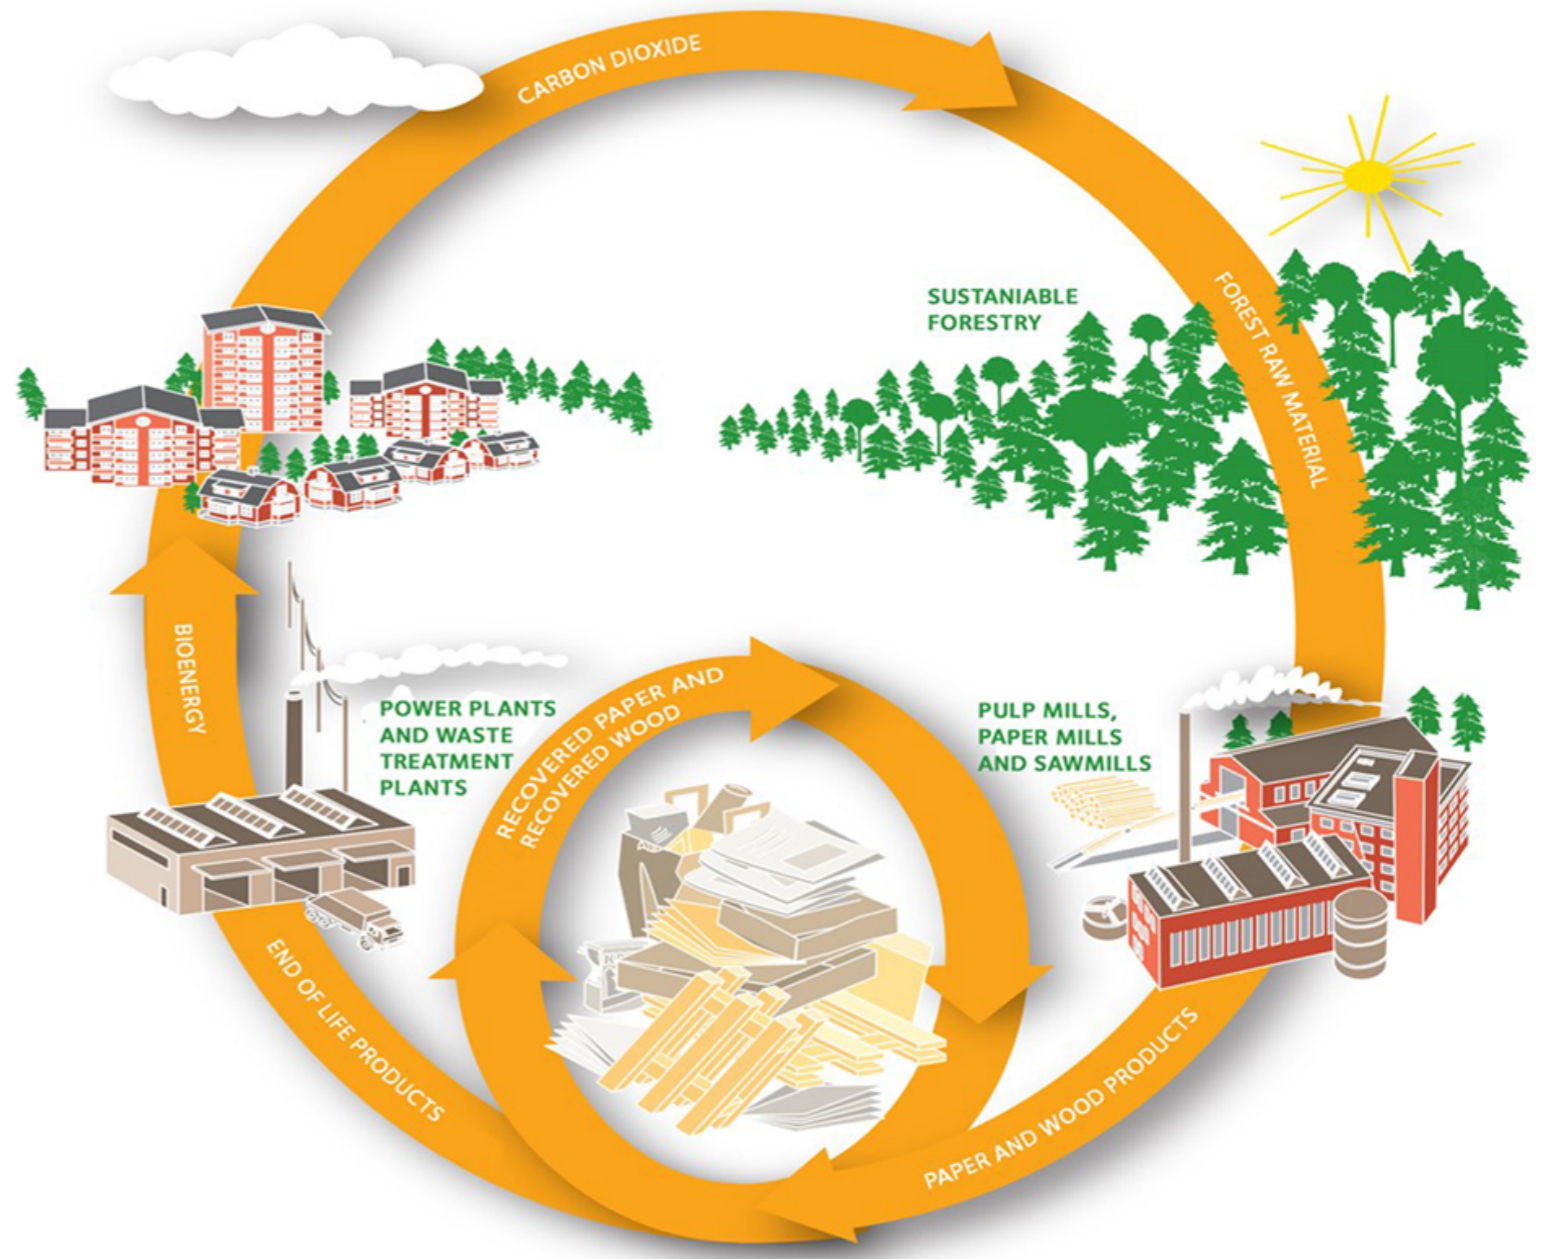 CARBON DIOXIDE
FOREST RAW MATERIAL
SUSTANIABLE
FORESTRY
BIOENERGY
POWER PLANTS
AND WASTE
TREATMENT
PLANTS
RECOVERED PAPER AND
RECOVERED WOOD
PULP MILLS,
PAPER MILLS
AND SAWMILLS
END OF LIFE PRODUCTS
PAPER AND WOOD PRODUCTS